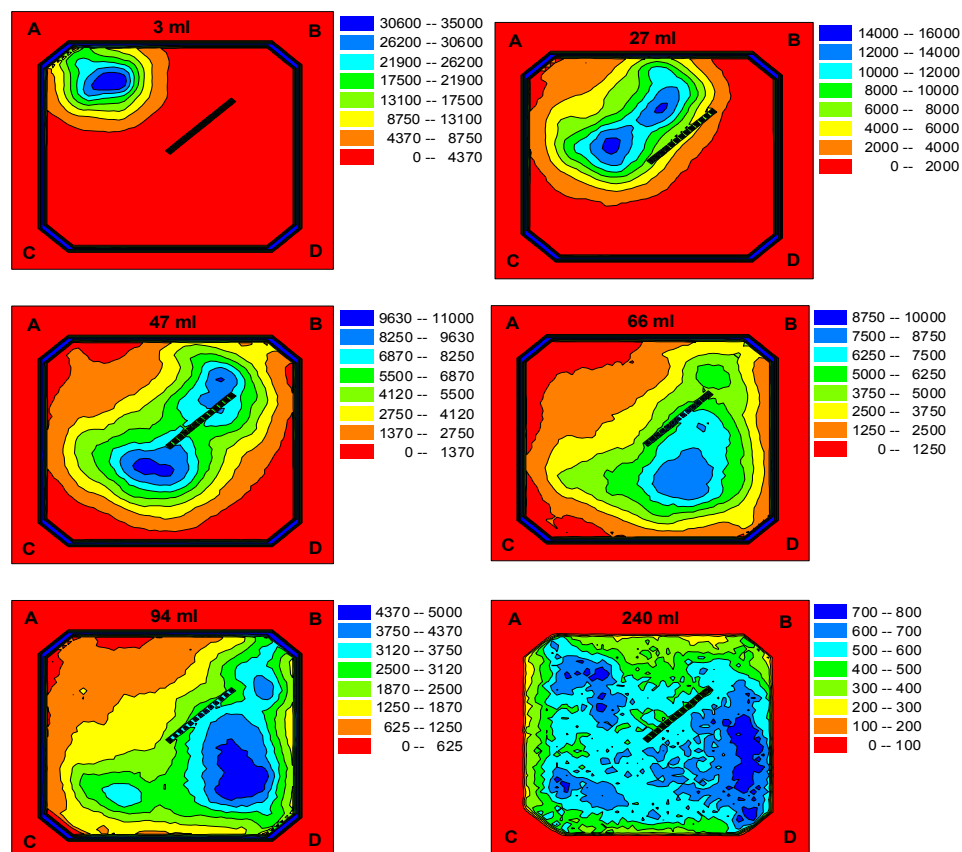 A 3 ml B
C D
30600 -- 35000
26200 -- 30600
21900 -- 26200
17500 -- 21900
13100 -- 17500
8750 -- 13100
4370 -- 8750
0 -- 4370
A 27 ml B
C D
14000 -- 16000
12000 -- 14000
10000 -- 12000
8000 -- 10000
6000 -- 8000
4000 -- 6000
2000 -- 4000
0 -- 2000
A 47 ml B
C D
9630 -- 11000
8250 -- 9630
6870 -- 8250
5500 -- 6870
4120 -- 5500
2750 -- 4120
1370 -- 2750
0 -- 1370
A 66 ml B
C D
8750 -- 10000
7500 -- 8750
6250 -- 7500
5000 -- 6250
3750 -- 5000
2500 -- 3750
1250 -- 2500
0 -- 1250
A 94 ml B
C D
4370 -- 5000
3750 -- 4370
3120 -- 3750
2500 -- 3120
1870 -- 2500
1250 -- 1870
625 -- 1250
0 -- 625
A 240 ml B
C D
700 -- 800
600 -- 700
500 -- 600
400 -- 500
300 -- 400
200 -- 300
100 -- 200
0 -- 100